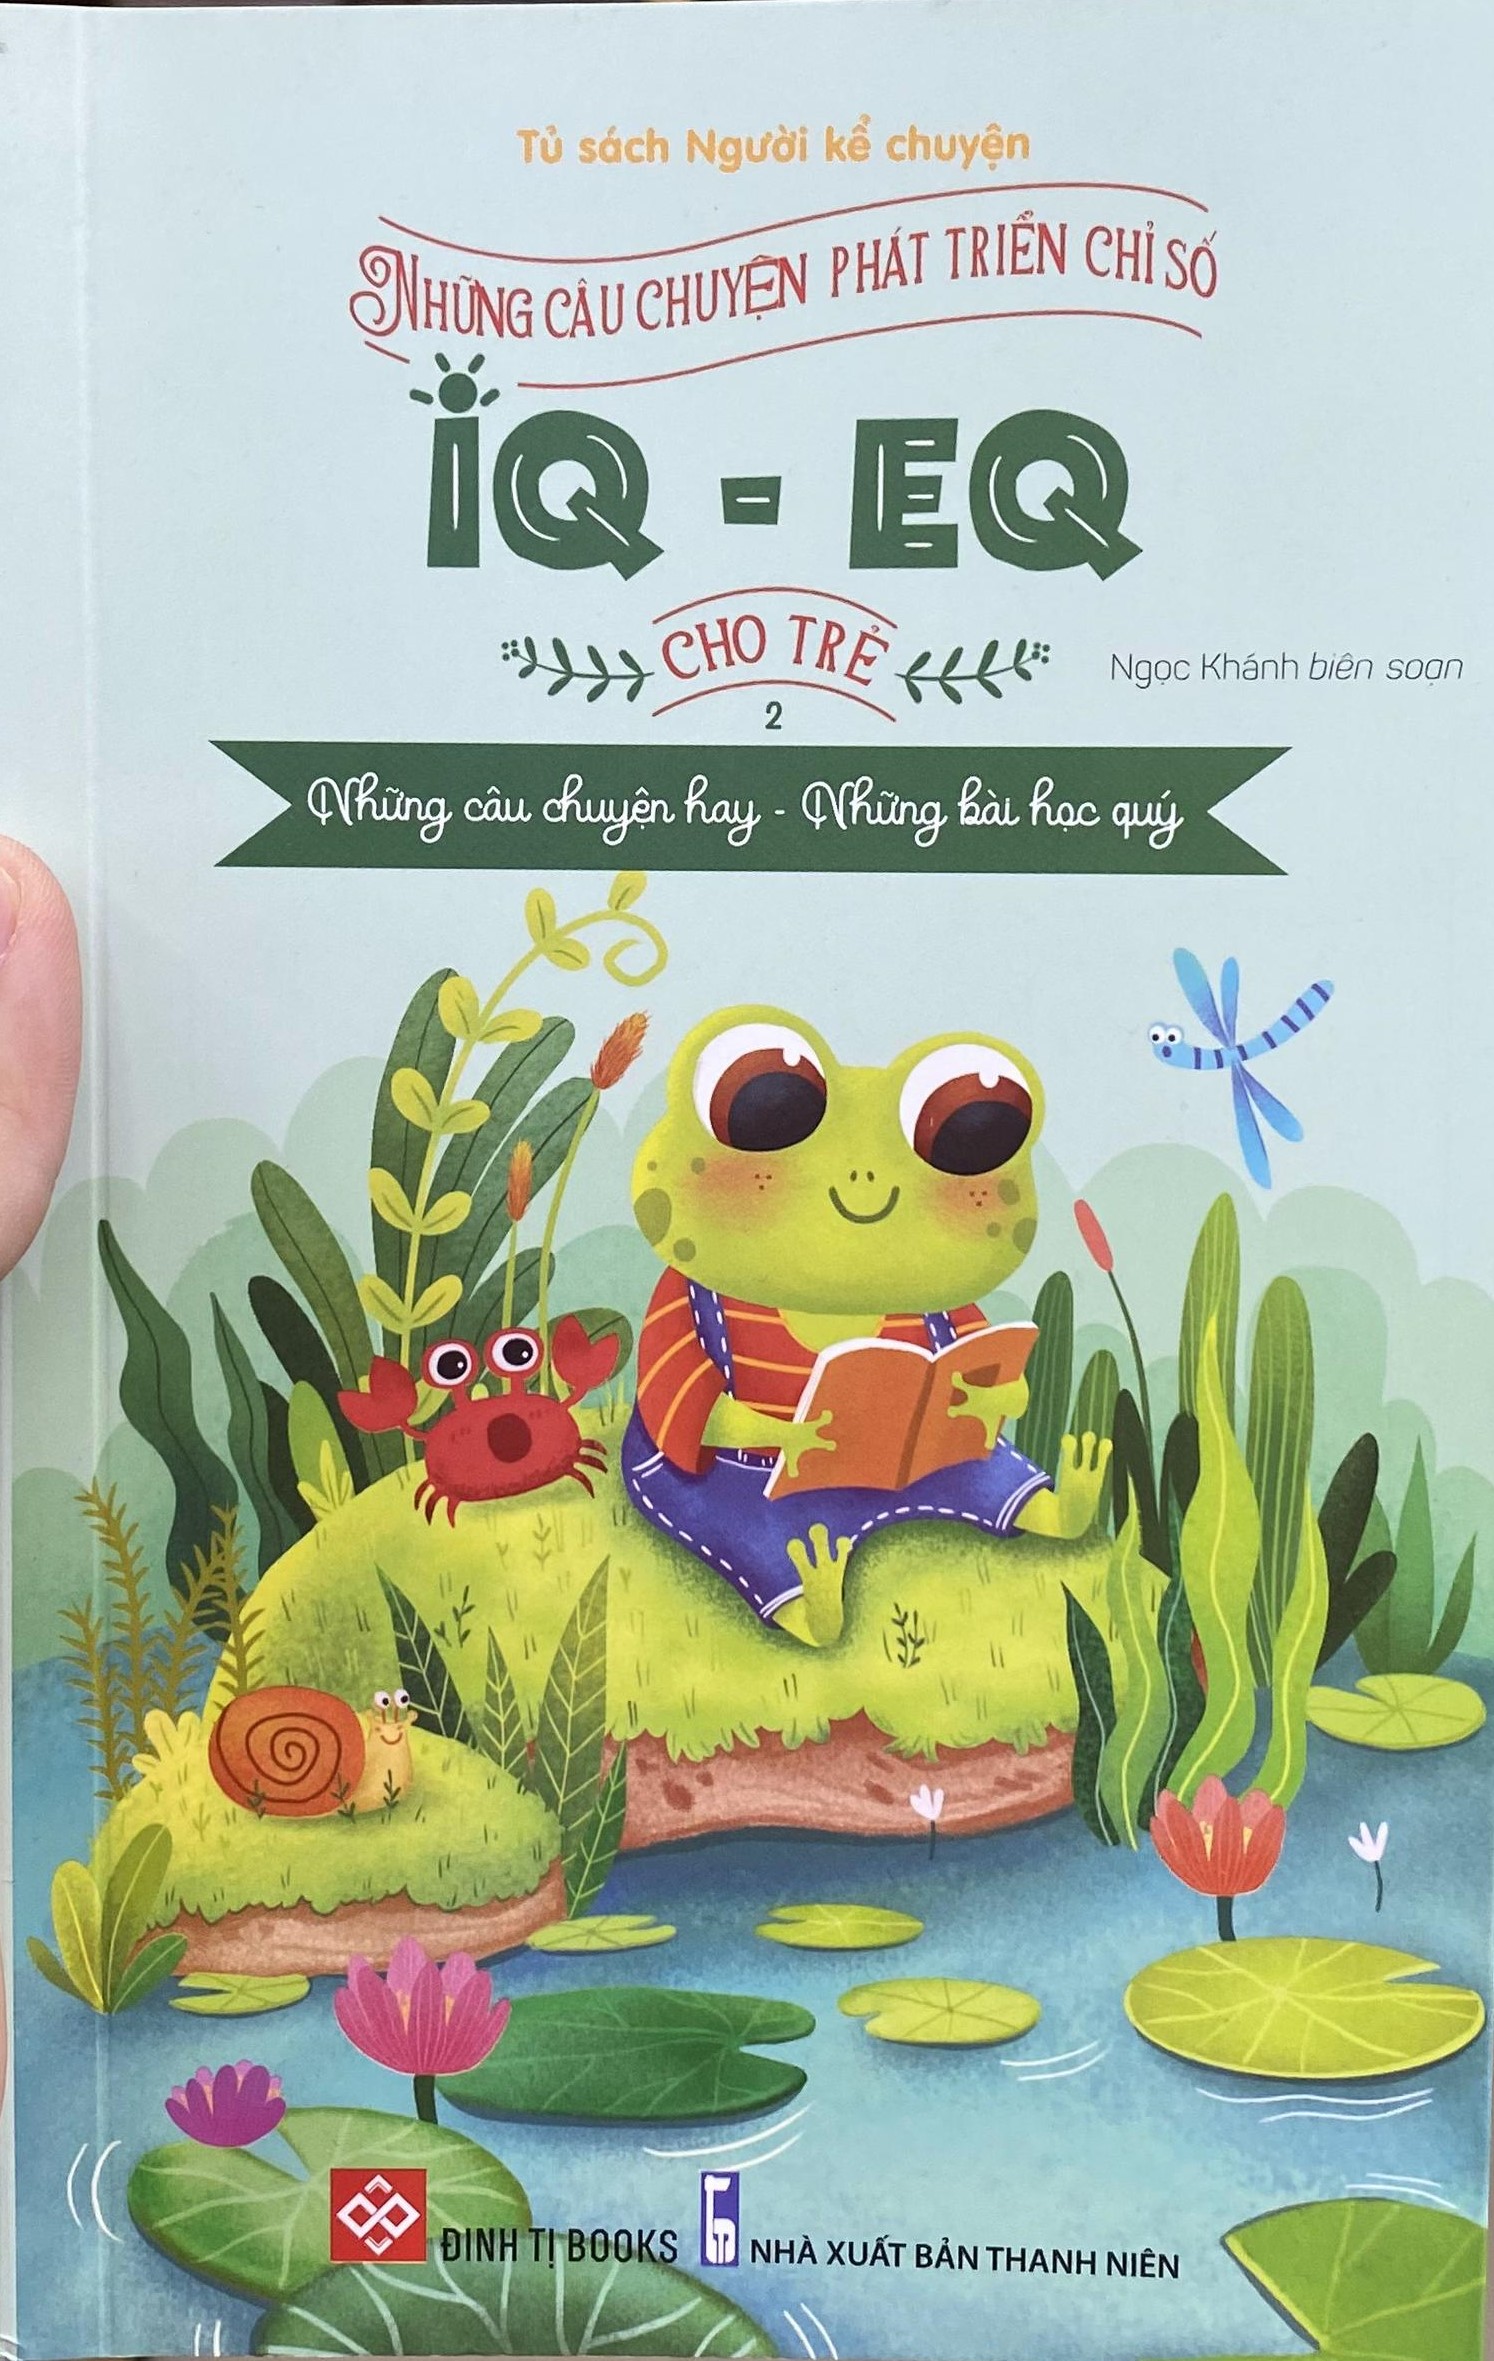 Tủ sách Người kể chuyện
NHỮNG CÂU CHUYỆN PHÁT TRIỂN CHỈ SỐ
IQ - EQ
CHO TRẺ
2
Ngọc Khánh biên soạn
Những câu chuyện hay - Những bài học quý
ĐINH TỊ BOOKS
NHÀ XUẤT BẢN THANH NIÊN